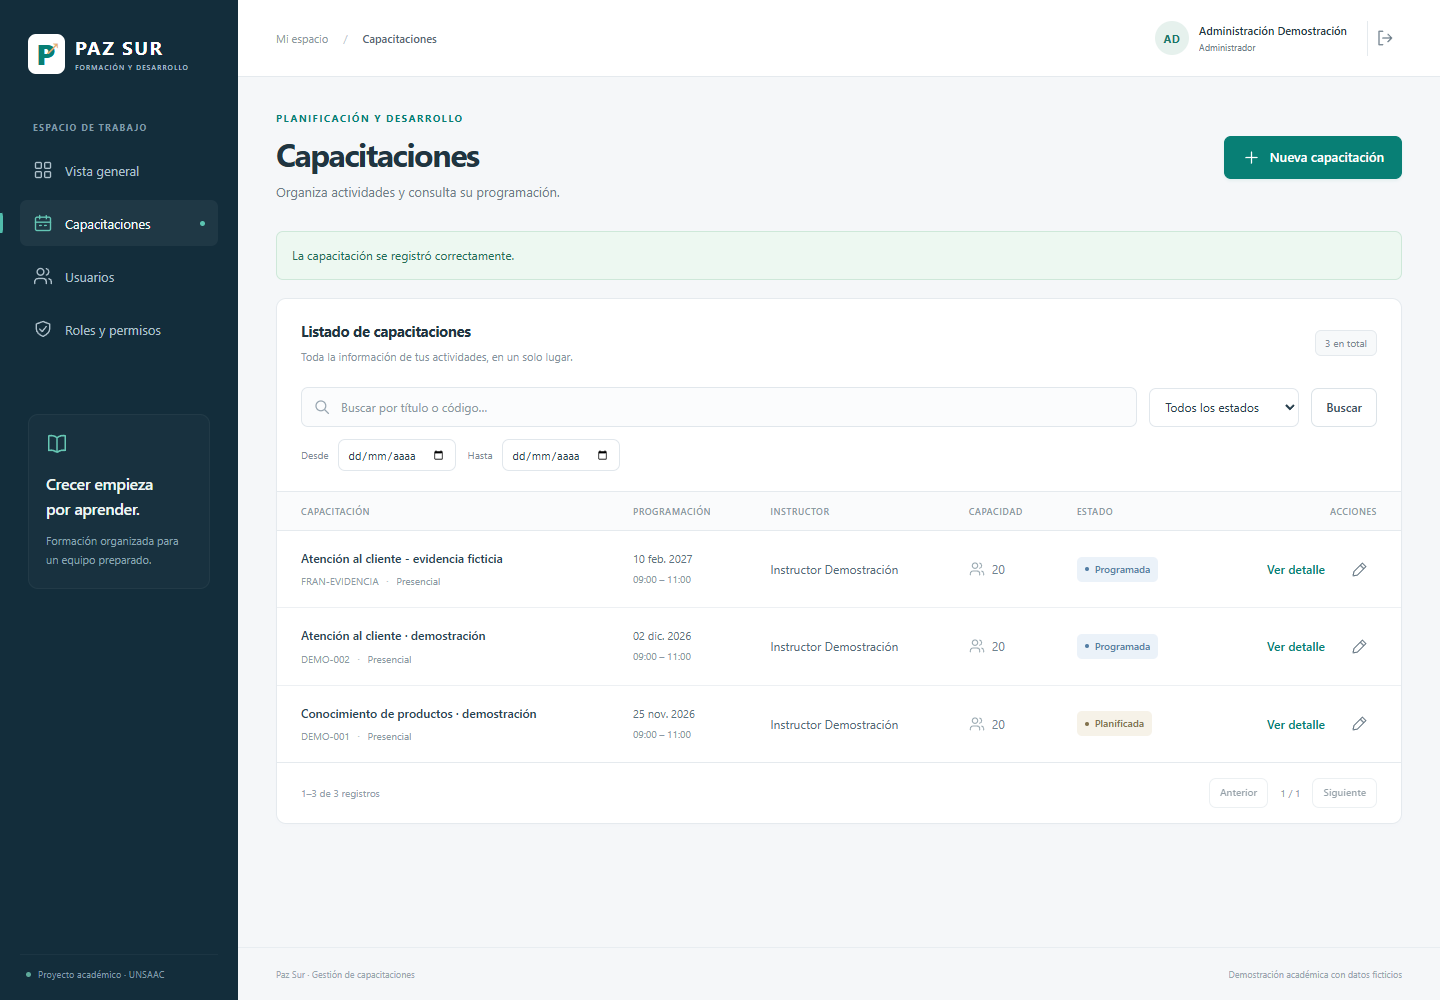 PAZ SUR
FORMACIÓN Y DESARROLLO
ESPACIO DE TRABAJO
Vista general
Capacitaciones
Usuarios
Roles y permisos
Crecer empieza
por aprender.
Formación organizada para
un equipo preparado.
Proyecto académico · UNSAAC
Mi espacio / Capacitaciones
AD
Administración Demostración
Administrador
PLANIFICACIÓN Y DESARROLLO
Capacitaciones
Organiza actividades y consulta su programación.
Nueva capacitación
La capacitación se registró correctamente.
Listado de capacitaciones
Toda la información de tus actividades, en un solo lugar.
3 en total
Buscar por título o código...
Todos los estados
Buscar
Desde dd/mm/aaaa Hasta dd/mm/aaaa
CAPACITACIÓN PROGRAMACIÓN INSTRUCTOR CAPACIDAD ESTADO ACCIONES
Atención al cliente - evidencia ficticia
FRAN-EVIDENCIA · Presencial
10 feb. 2027
09:00 – 11:00
Instructor Demostración
20
Programada
Ver detalle
Atención al cliente · demostración
DEMO-002 · Presencial
02 dic. 2026
09:00 – 11:00
Instructor Demostración
20
Programada
Ver detalle
Conocimiento de productos · demostración
DEMO-001 · Presencial
25 nov. 2026
09:00 – 11:00
Instructor Demostración
20
Planificada
Ver detalle
1–3 de 3 registros
Anterior 1 / 1 Siguiente
Paz Sur · Gestión de capacitaciones
Demostración académica con datos ficticios